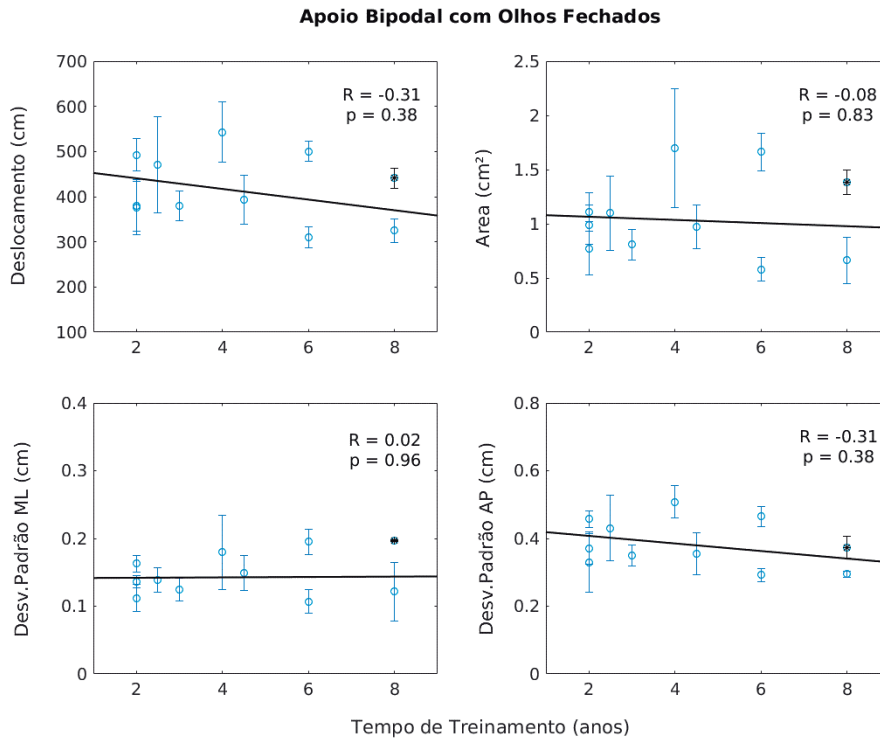 Apoio Bipodal com Olhos Fechados
Deslocamento (cm)
700
600
500
400
300
200
100
R = -0.31
p = 0.38
2 4 6 8
Area (cm²)
2.5
2
1.5
1
0.5
0
R = -0.08
p = 0.83
2 4 6 8
Desv.Padrão ML (cm)
0.4
0.3
0.2
0.1
0
R = 0.02
p = 0.96
2 4 6 8
Desv.Padrão AP (cm)
0.8
0.6
0.4
0.2
0
R = -0.31
p = 0.38
2 4 6 8
Tempo de Treinamento (anos)